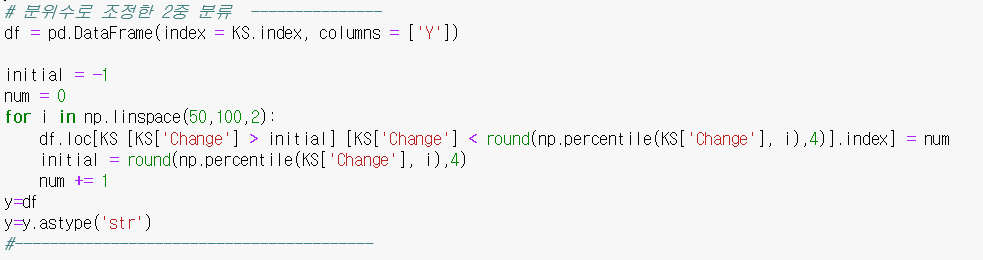 # 분위수로 조정한 2중 분류 ---------------
df = pd.DataFrame(index = KS.index, columns = ['Y'])
initial = -1
num = 0
for i in np.linspace(50,100,2):
    df.loc[KS [KS['Change'] > initial] [KS['Change'] < round(np.percentile(KS['Change'], i),4)].index] = num
    initial = round(np.percentile(KS['Change'], i),4)
    num += 1
y=df
y=y.astype('str')
#-----------------------------------------